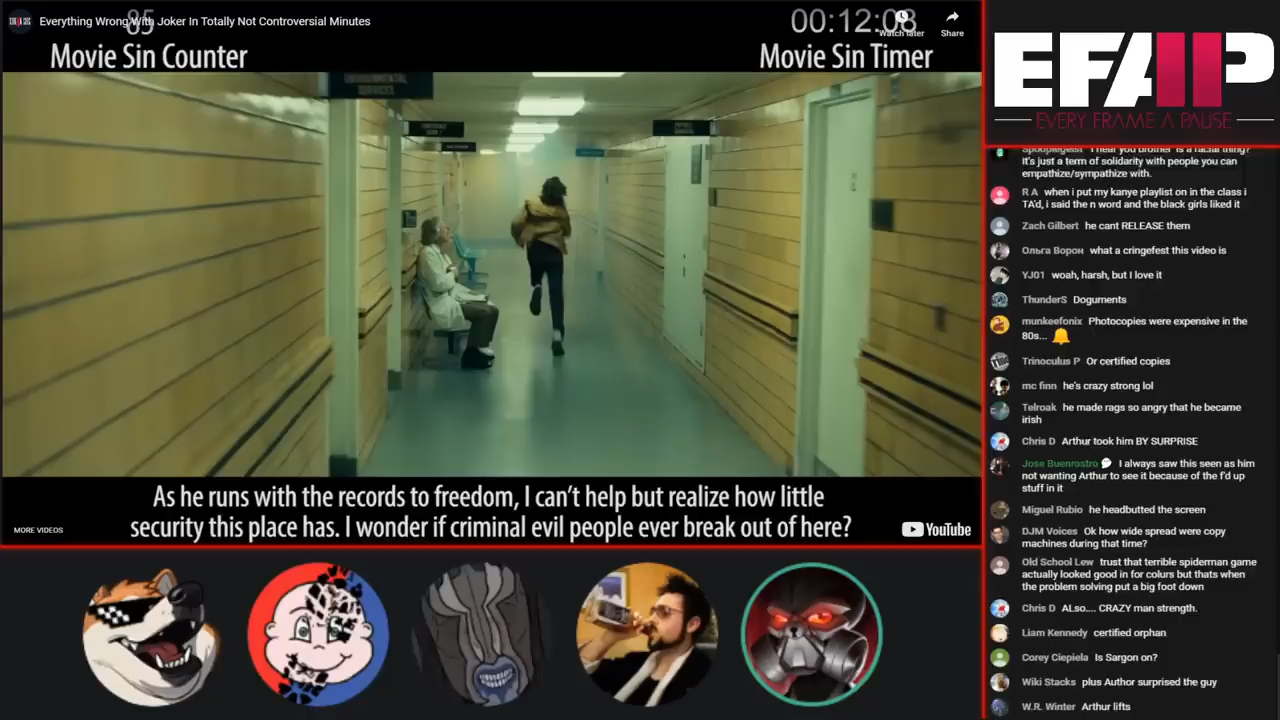 Everything Wrong With Joker In Totally Not Controversial Minutes
85
00:12:08
Watch later
Share
Movie Sin Counter
Movie Sin Timer
ENVIRONMENTAL
SERVICES
As he runs with the records to freedom, I can't help but realize how little
security this place has. I wonder if criminal evil people ever break out of here?
MORE VIDEOS
YouTube
EFAP
EVERY FRAME A PAUSE
Spoopiegeist I hear you brother is a racial thing?
It's just a term of solidarity with people you can
empathize/sympathize with.
R A when i put my kanye playlist on in the class i
TA'd, i said the n word and the black girls liked it
Zach Gilbert he cant RELEASE them
Ольга Ворон what a cringefest this video is
YJ01 woah, harsh, but I love it
ThunderS Doguments
munkeefonix Photocopies were expensive in the
80s...
Trinoculus P Or certified copies
mc finn he's crazy strong lol
Telroak he made rags so angry that he became
irish
Chris D Arthur took him BY SURPRISE
Jose Buenrostro I always saw this seen as him
not wanting Arthur to see it because of the f'd up
stuff in it
Miguel Rubio he headbutted the screen
DJM Voices Ok how wide spread were copy
machines during that time?
Old School Lew trust that terrible spiderman game
actually looked good in for colurs but thats when
the problem solving put a big foot down
Chris D ALso.... CRAZY man strength.
Liam Kennedy certified orphan
Corey Ciepiela Is Sargon on?
Wiki Stacks plus Author surprised the guy
W.R. Winter Arthur lifts